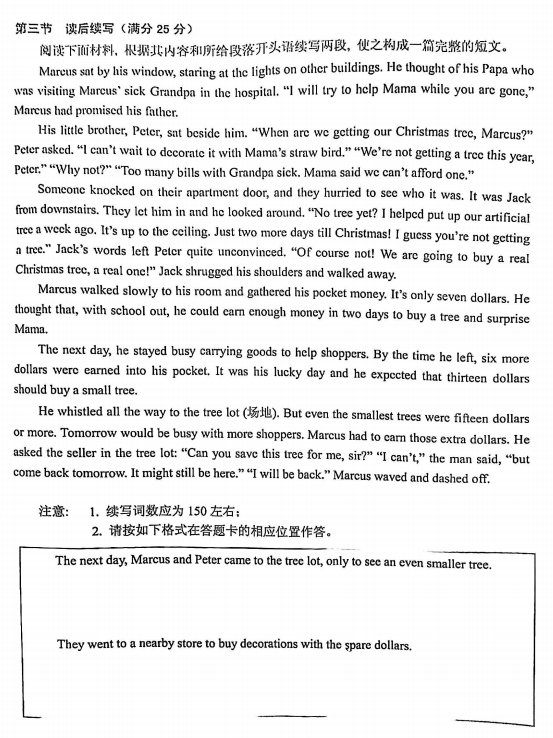 第三节 读后续写（满分 25 分）
阅读下面材料，根据其内容和所给段落开头语续写两段，使之构成一篇完整的短文。
Marcus sat by his window, staring at the lights on other buildings. He thought of his Papa who
was visiting Marcus' sick Grandpa in the hospital. “I will try to help Mama while you are gone,”
Marcus had promised his father.
His little brother, Peter, sat beside him. “When are we getting our Christmas tree, Marcus?”
Peter asked. “I can't wait to decorate it with Mama's straw bird.” “We're not getting a tree this year,
Peter.” “Why not?” “Too many bills with Grandpa sick. Mama said we can't afford one.”
Someone knocked on their apartment door, and they hurried to see who it was. It was Jack
from downstairs. They let him in and he looked around. “No tree yet? I helped put up our artificial
tree a week ago. It's up to the ceiling. Just two more days till Christmas! I guess you're not getting
a tree.” Jack's words left Peter quite unconvinced. “Of course not! We are going to buy a real
Christmas tree, a real one!” Jack shrugged his shoulders and walked away.
Marcus walked slowly to his room and gathered his pocket money. It's only seven dollars. He
thought that, with school out, he could earn enough money in two days to buy a tree and surprise
Mama.
The next day, he stayed busy carrying goods to help shoppers. By the time he left, six more
dollars were earned into his pocket. It was his lucky day and he expected that thirteen dollars
should buy a small tree.
He whistled all the way to the tree lot (场地). But even the smallest trees were fifteen dollars
or more. Tomorrow would be busy with more shoppers. Marcus had to earn those extra dollars. He
asked the seller in the tree lot: “Can you save this tree for me, sir?” “I can't,” the man said, “but
come back tomorrow. It might still be here.” “I will be back.” Marcus waved and dashed off.
注意： 1. 续写词数应为 150 左右；
2. 请按如下格式在答题卡的相应位置作答。
The next day, Marcus and Peter came to the tree lot, only to see an even smaller tree.
They went to a nearby store to buy decorations with the spare dollars.